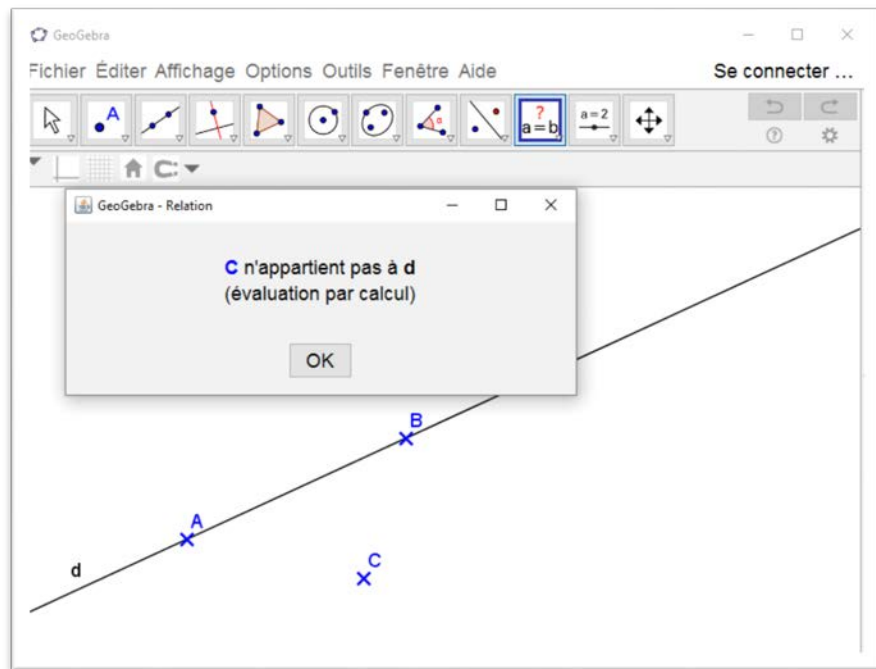 GeoGebra
Fichier Éditer Affichage Options Outils Fenêtre Aide
Se connecter ...
A
α
?
a=b
a=2
GeoGebra - Relation
C n'appartient pas à d
(évaluation par calcul)
OK
B
A
C
d